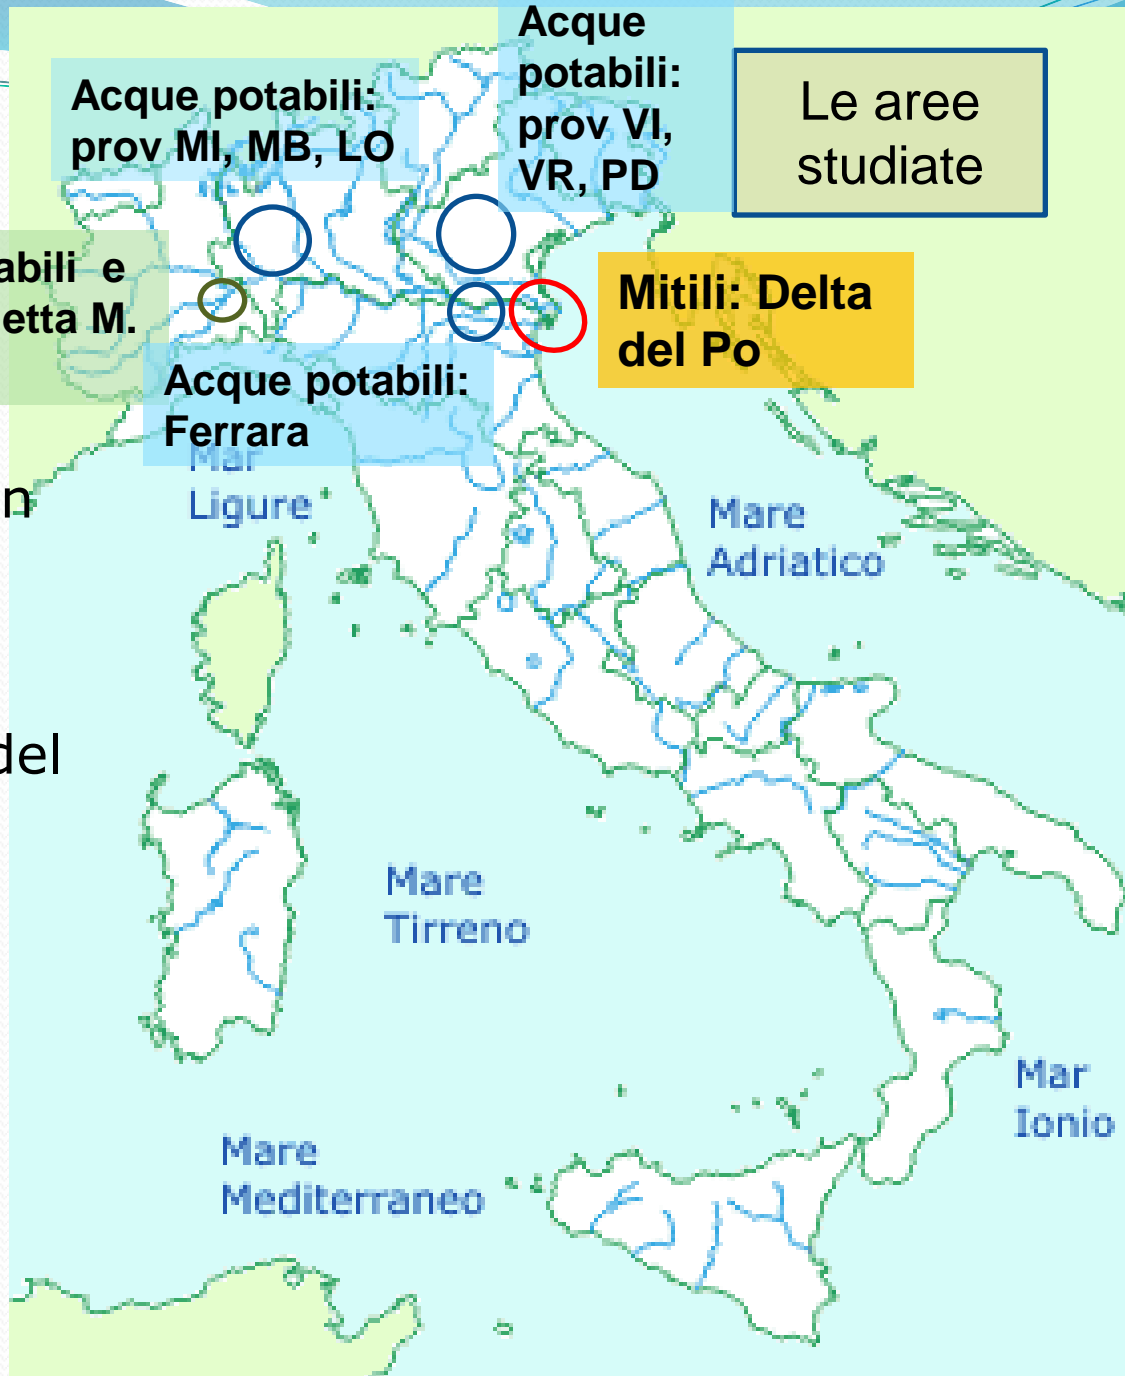 Acque
potabili:
prov VI,
VR, PD
Acque potabili:
prov MI, MB, LO
Le aree
studiate
abili e
etta M.
Mitili: Delta
del Po
Acque potabili:
Ferrara
Mar
Ligure
n
Mare
Adriatico
del
Mare
Tirreno
Mar
Ionio
Mare
Mediterraneo